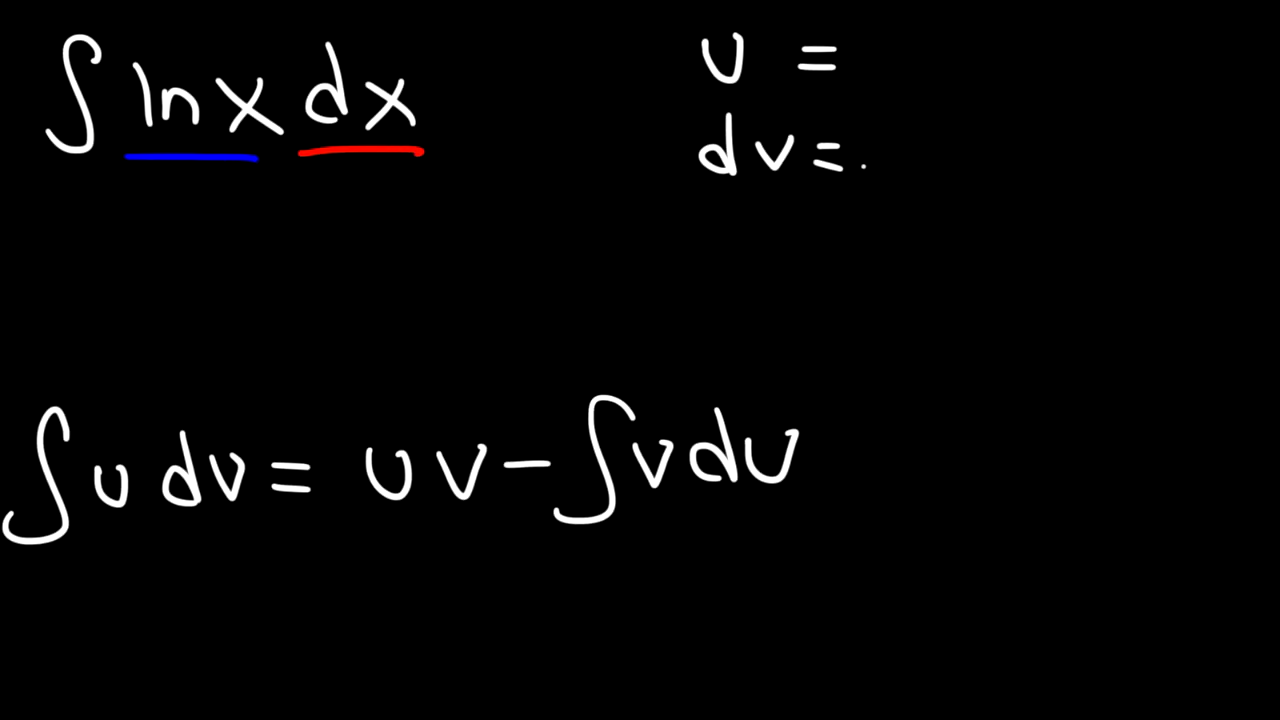 ∫ ln x dx
u =
dv =.
∫ u dv = uv - ∫ v du